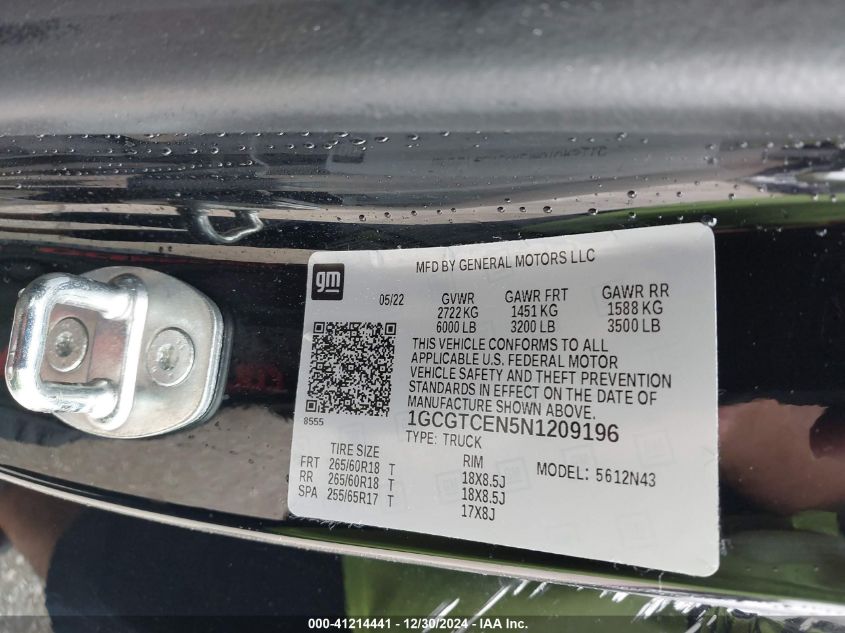 gm
MFD BY GENERAL MOTORS LLC
05/22 GVWR GAWR FRT GAWR RR
2722 KG 1451 KG 1588 KG
6000 LB 3200 LB 3500 LB
THIS VEHICLE CONFORMS TO ALL
APPLICABLE U.S. FEDERAL MOTOR
VEHICLE SAFETY AND THEFT PREVENTION
STANDARDS IN EFFECT ON THE DATE OF
MANUFACTURE SHOWN ABOVE.
8555
1GCGTCEN5N1209196
TYPE: TRUCK
TIRE SIZE RIM MODEL: 5612N43
FRT 265/60R18 T 18X8.5J
RR 265/60R18 T 18X8.5J
SPA 255/65R17 T 17X8J
000-41214441 - 12/30/2024 - IAA Inc.